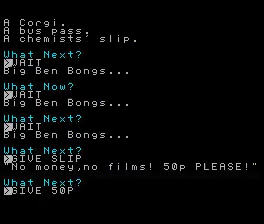 A Corgi.
A bus pass,
A chemists' slip.
What Next?
>WAIT
Big Ben Bongs...
What Now?
>WAIT
Big Ben Bongs...
What Next?
>WAIT
Big Ben Bongs...
What Next?
>GIVE SLIP
"No money,no films! 50p PLEASE!"
What Next?
>GIVE 50P